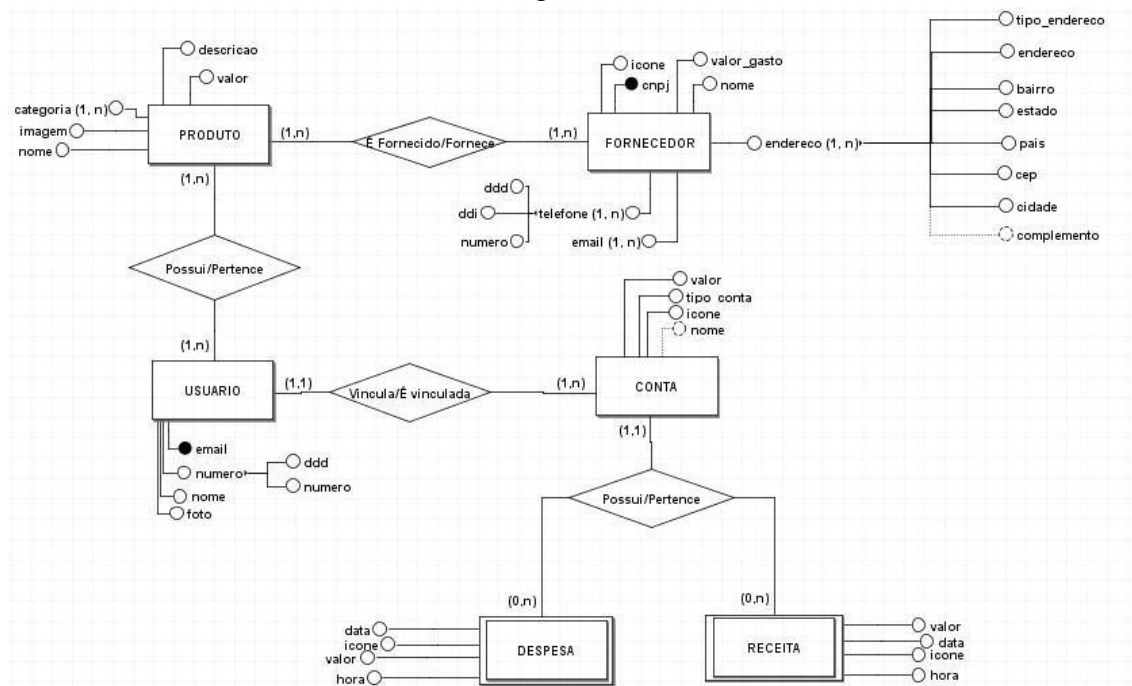 descricao
valor
categoria (1, n)
imagem
nome
PRODUTO
(1,n)
É Fornecido/Fornece
(1,n)
icone
cnpj
valor_gasto
nome
FORNECEDOR
endereco (1, n)
tipo_endereco
endereco
bairro
estado
pais
cep
cidade
complemento
ddd
ddi
numero
telefone (1, n)
email (1, n)
(1,n)
Possui/Pertence
(1,n)
USUARIO
(1,1)
Vincula/É vinculada
(1,n)
valor
tipo_conta
icone
nome
CONTA
email
numero
ddd
numero
nome
foto
(1,1)
Possui/Pertence
(0,n)
(0,n)
data
icone
valor
hora
DESPESA
RECEITA
valor
data
icone
hora